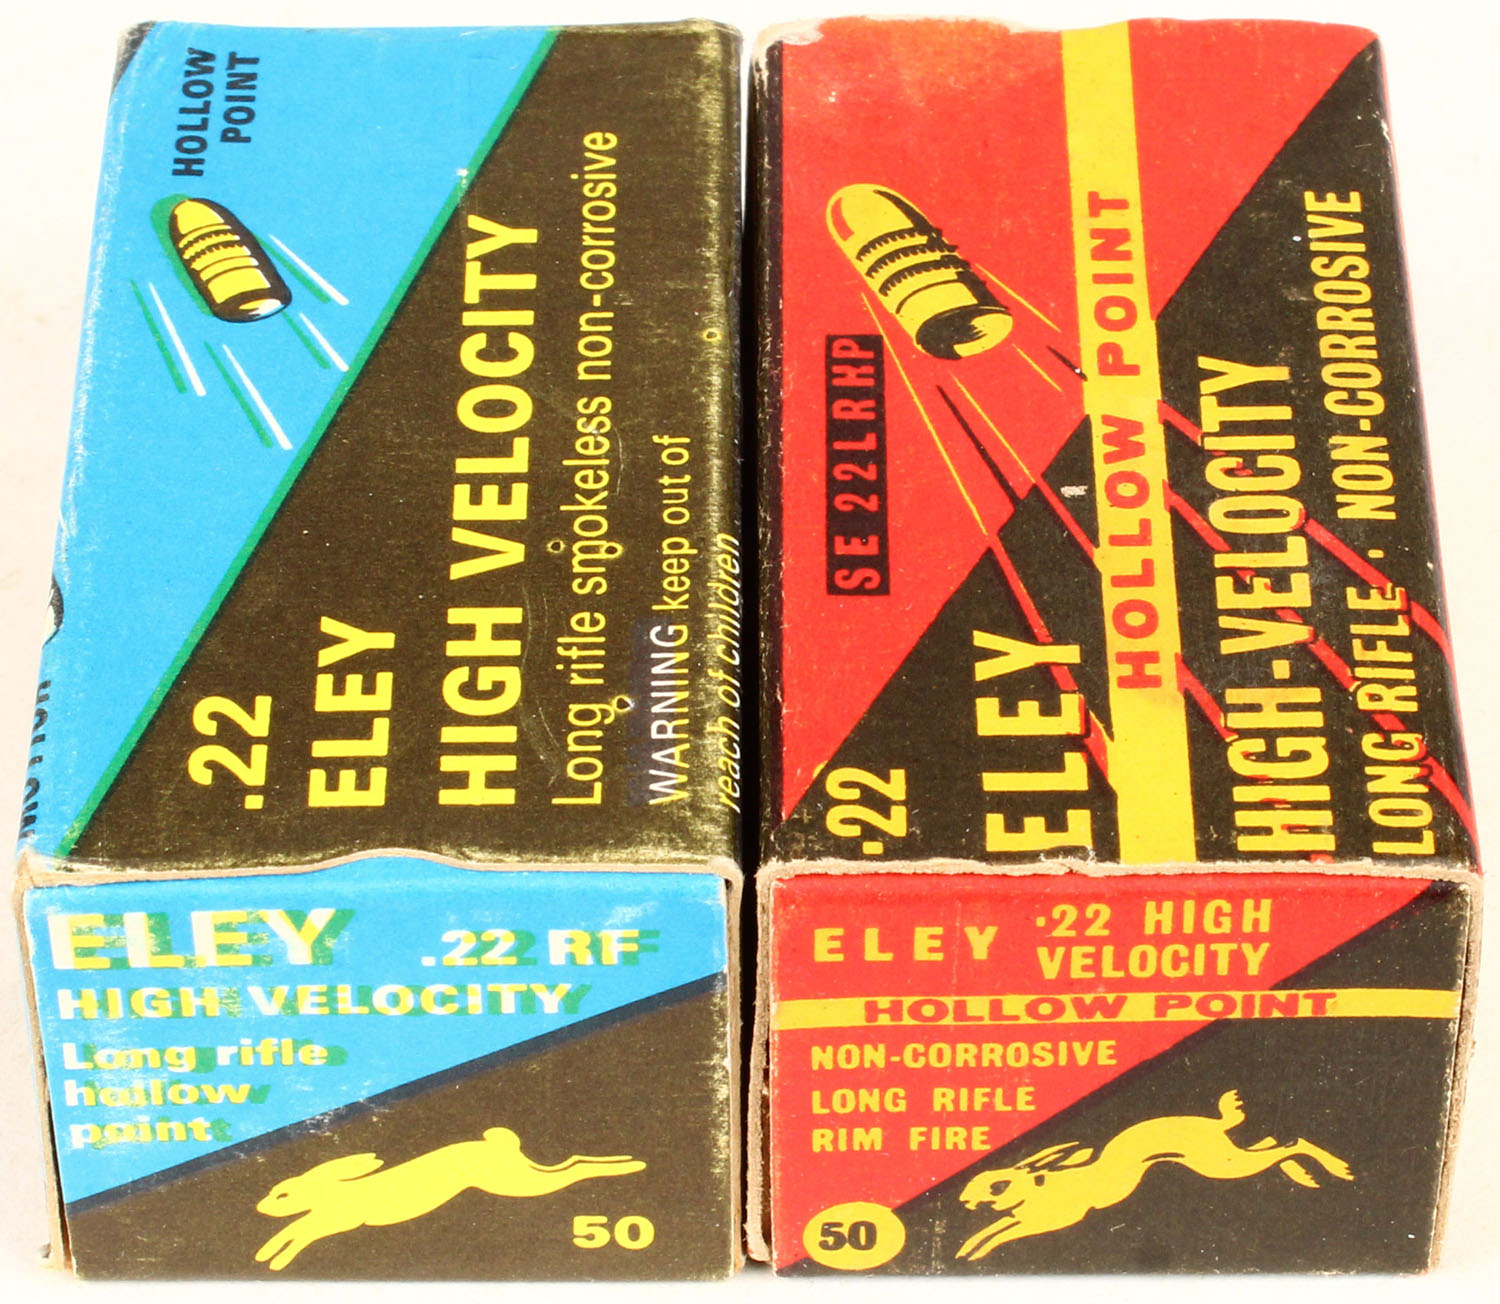 HOLLOW
POINT
.22
ELEY
HIGH VELOCITY
Long rifle smokeless non-corrosive
WARNING keep out of
reach of children
ELEY .22 RF
HIGH VELOCITY
Long rifle
hollow
point
50
SE 22LRHP
.22
ELEY
HOLLOW POINT
HIGH-VELOCITY
LONG RIFLE. NON-CORROSIVE
ELEY .22 HIGH
VELOCITY
HOLLOW POINT
NON-CORROSIVE
LONG RIFLE
RIM FIRE
50